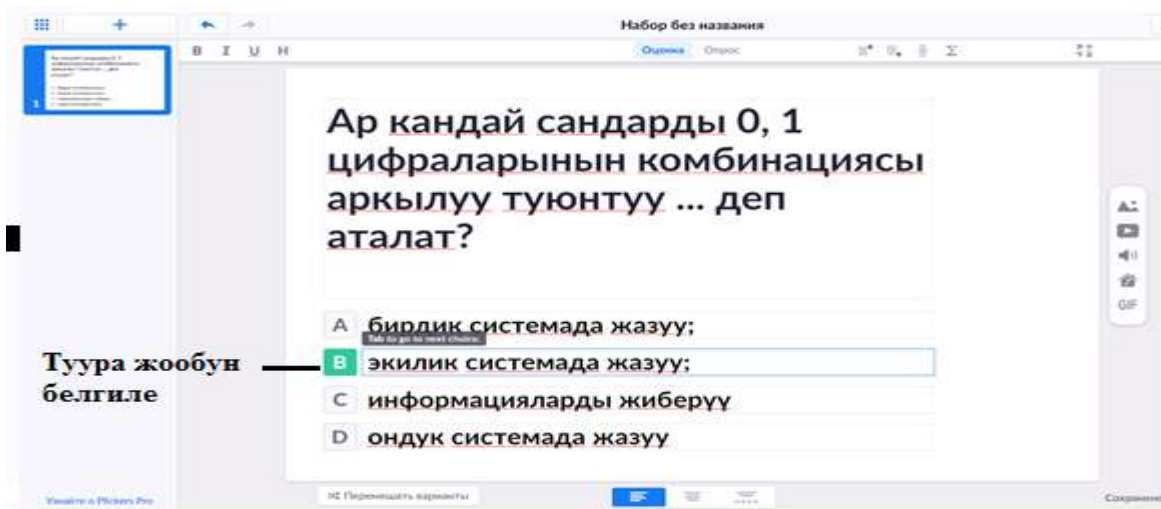 Набор без названия
B I U H
Оценка Опрос
1
Ар кандай сандарды 0, 1
цифраларынын комбинациясы
аркылуу туюнтуу ... деп
аталат?
A бирдик системада жазуу;
Tab to go to next choice.
Туура жообун
белгиле
B экилик системада жазуу;
C информацияларды жиберүү
D ондук системада жазуу
GIF
Узнайте о Plickers Pro
Перемешать варианты